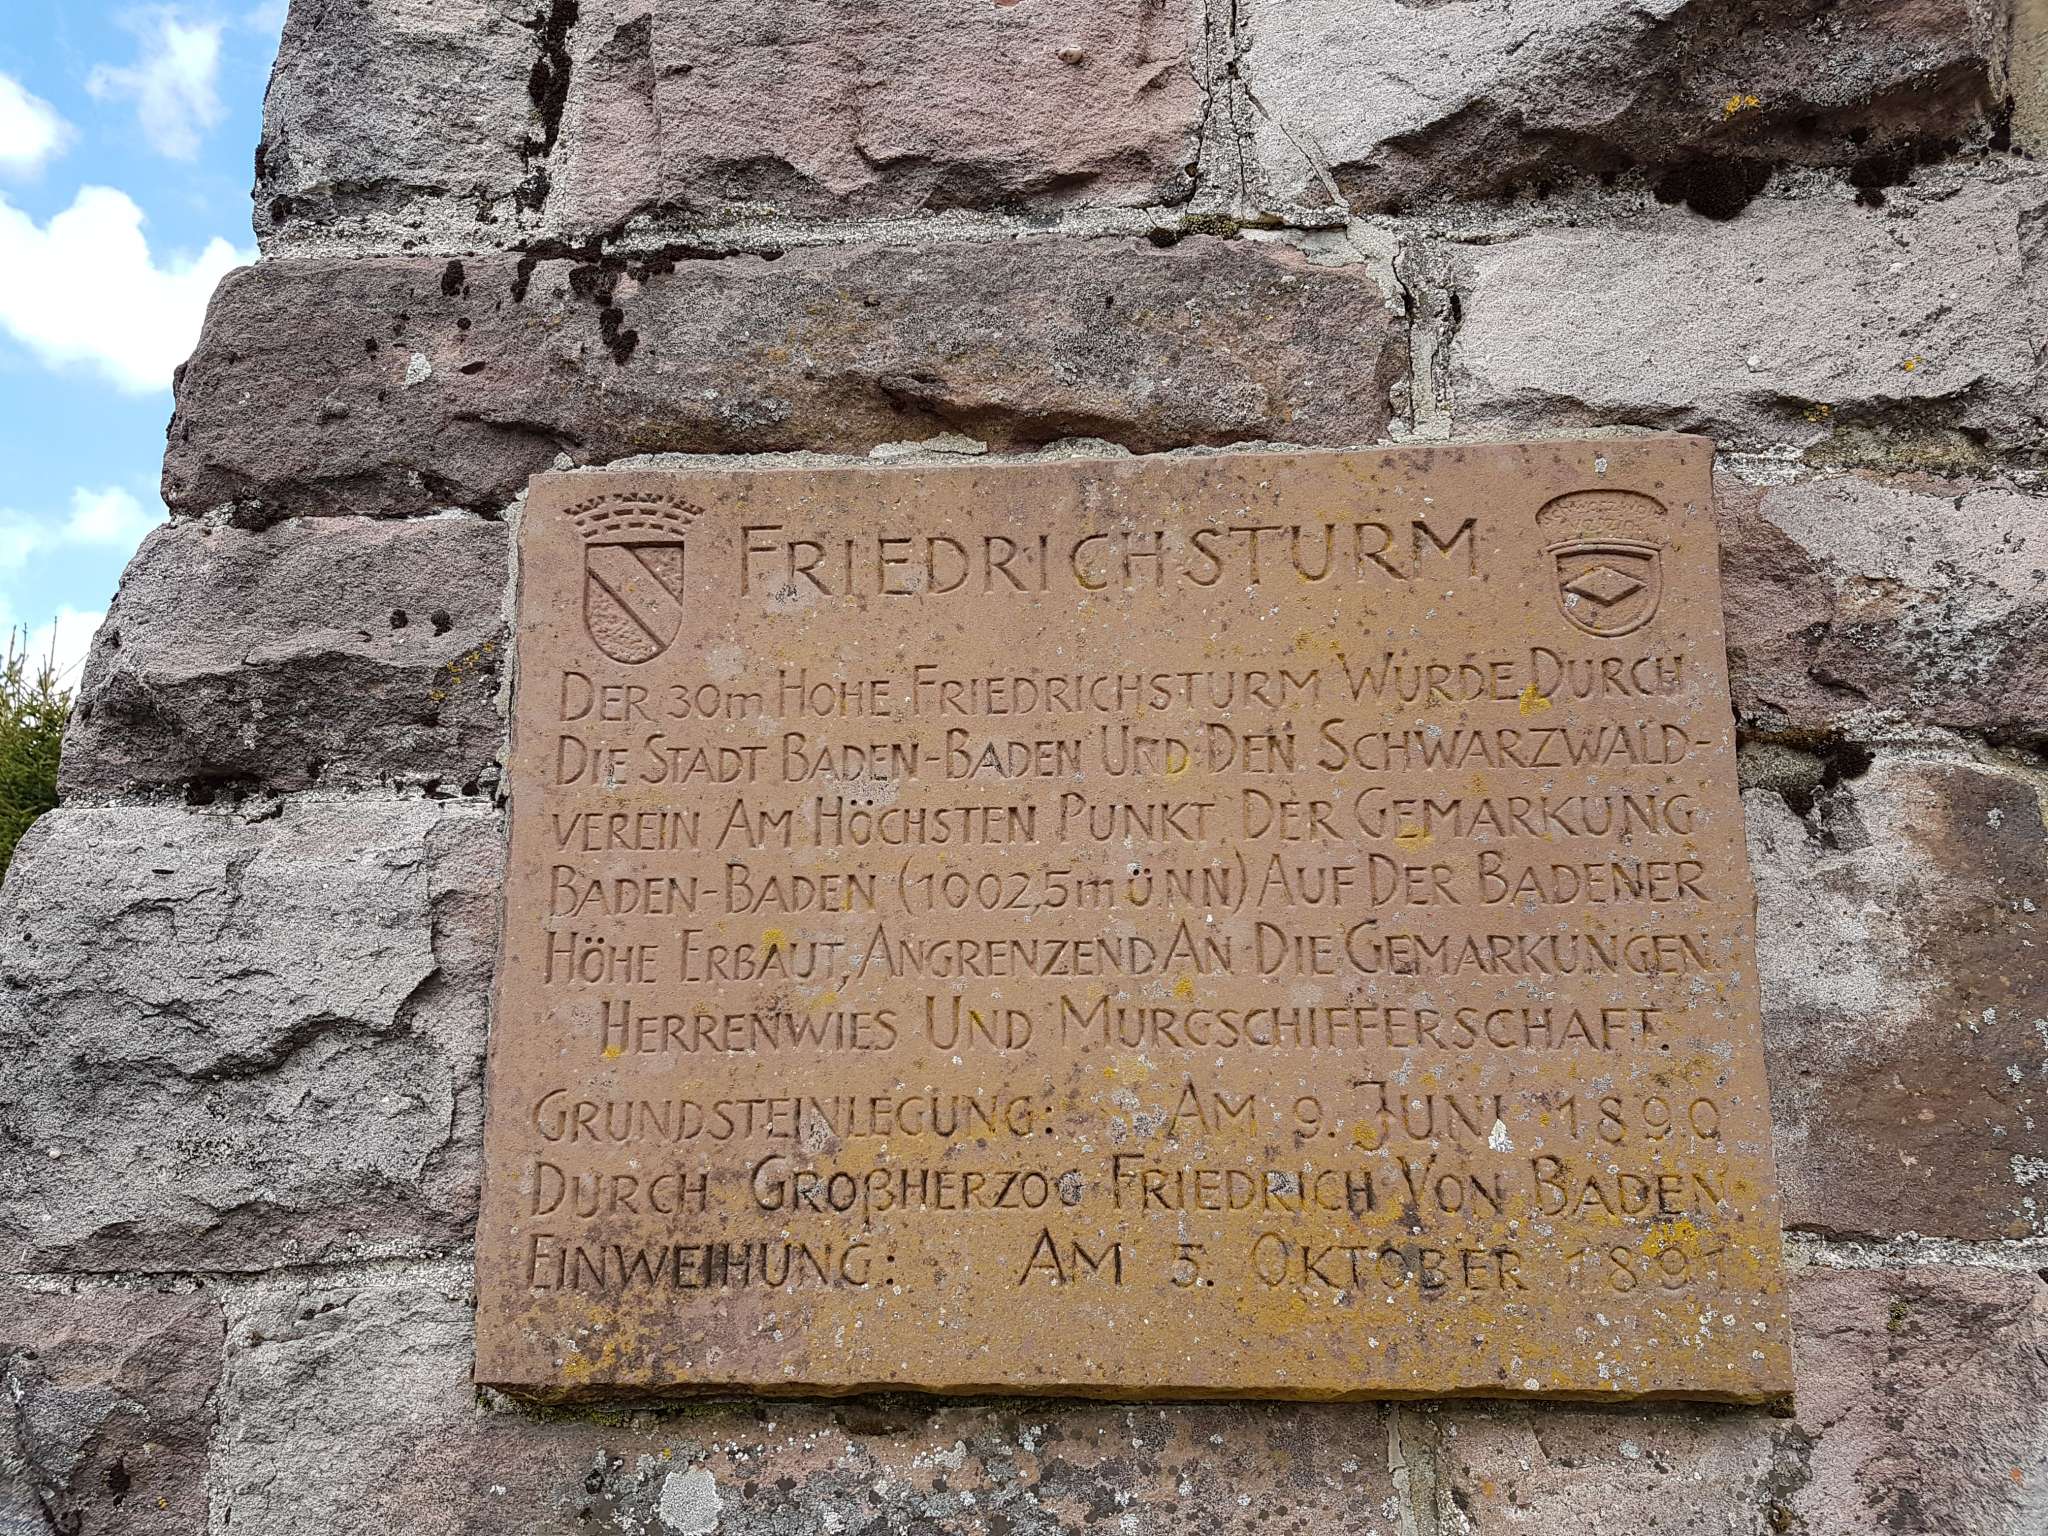 FRIEDRICHSTURM
DER 30m HOHE FRIEDRICHSTURM WURDE DURCH
DIE STADT BADEN-BADEN UND DEN SCHWARZWALD-
VEREIN AM HÖCHSTEN PUNKT DER GEMARKUNG
BADEN-BADEN (1002,5m ü.NN) AUF DER BADENER
HÖHE ERBAUT, ANGRENZEND AN DIE GEMARKUNGEN
HERRENWIES UND MURGSCHIFFERSCHAFT.
GRUNDSTEINLEGUNG: AM 9. JUNI 1890
DURCH GROßHERZOG FRIEDRICH VON BADEN
EINWEIHUNG: AM 5. OKTOBER 1891